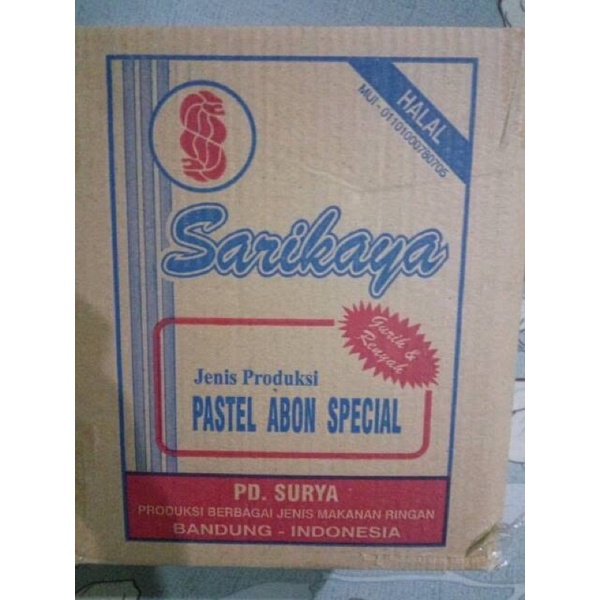 HALAL
MUI - 01101000780705
Sarikaya
Gurih &
Renyah
Jenis Produksi
PASTEL ABON SPECIAL
PD. SURYA
PRODUKSI BERBAGAI JENIS MAKANAN RINGAN
BANDUNG - INDONESIA